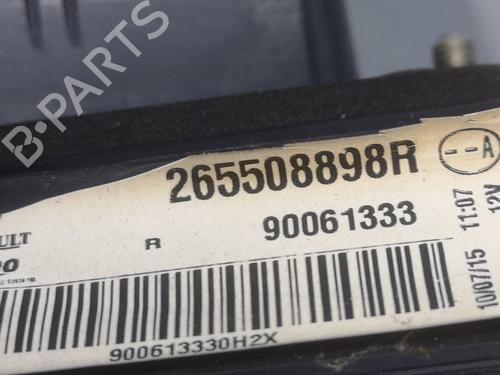 B-PARTS
265508898R
--A
ULT
R
90061333
10/07/15 11:07
12V
900613330H2X